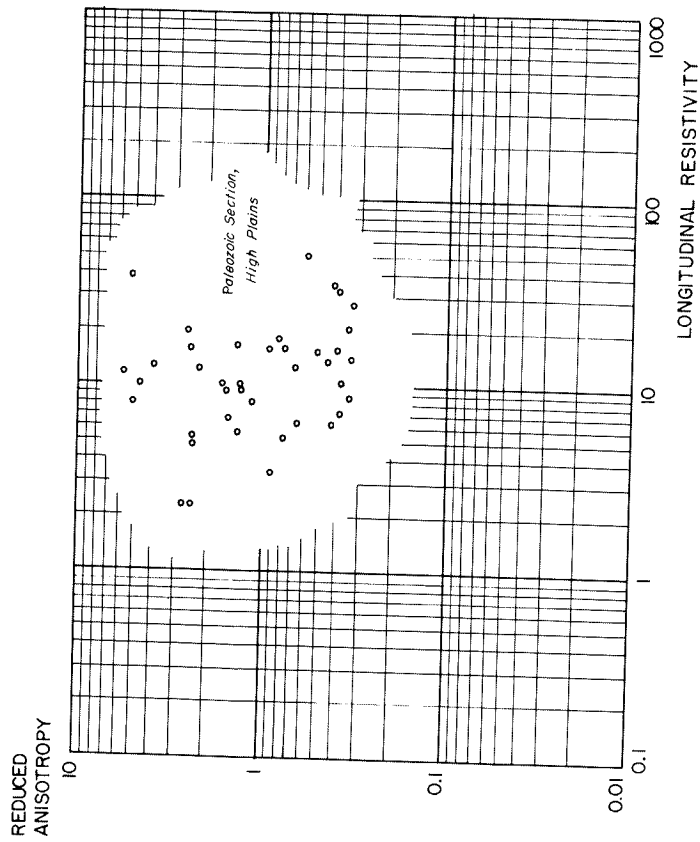 REDUCED
ANISOTROPY
10
1
0.1
0.01
0.1
1
10
100
1000
LONGITUDINAL RESISTIVITY
Paleozoic Section,
High Plains